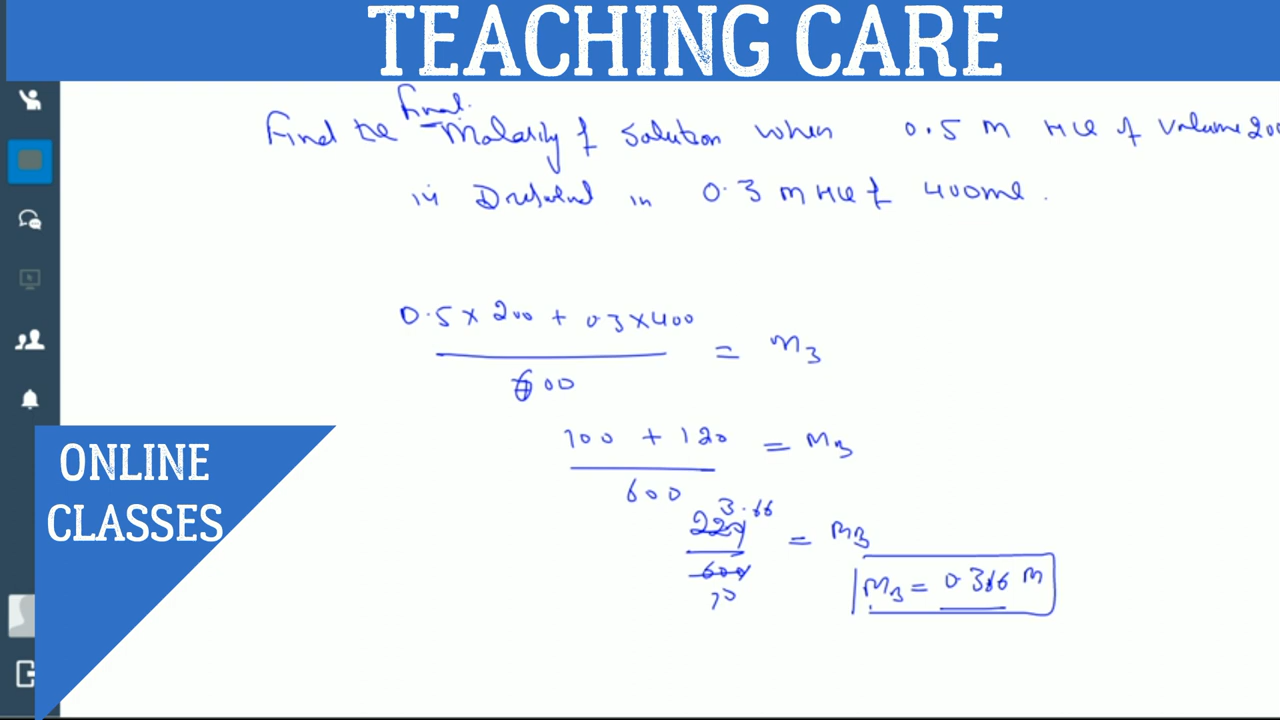 TEACHING CARE
final.
Find the Molarity of Solution when 0.5 M HCl of Volume 200
in 0.3 M HCl of 400ml.
0.5 x 200 + 0.3 x 400
600
= M3
100 + 120 = M3
600
3.66
220 = M3
600
10
M3 = 0.366 M
ONLINE
CLASSES